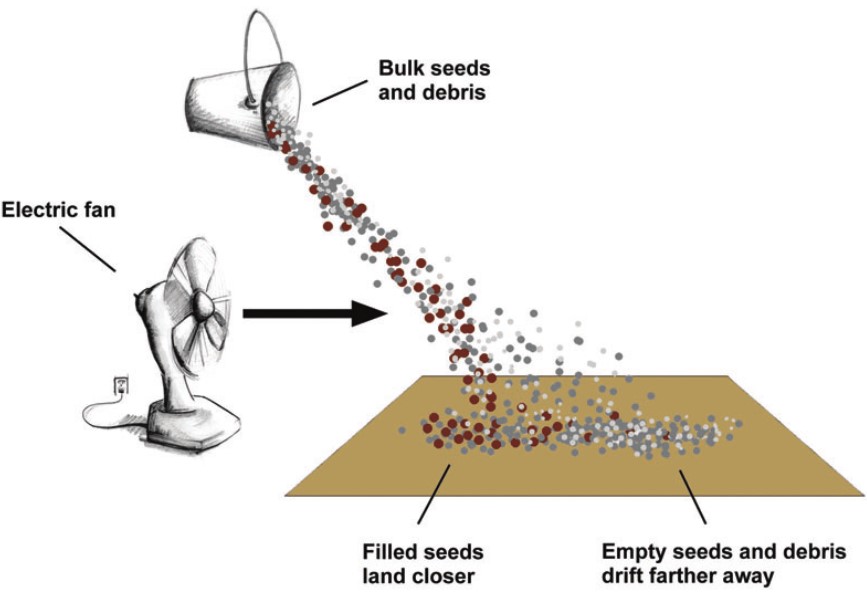 Bulk seeds
and debris
Electric fan
Filled seeds
land closer
Empty seeds and debris
drift farther away